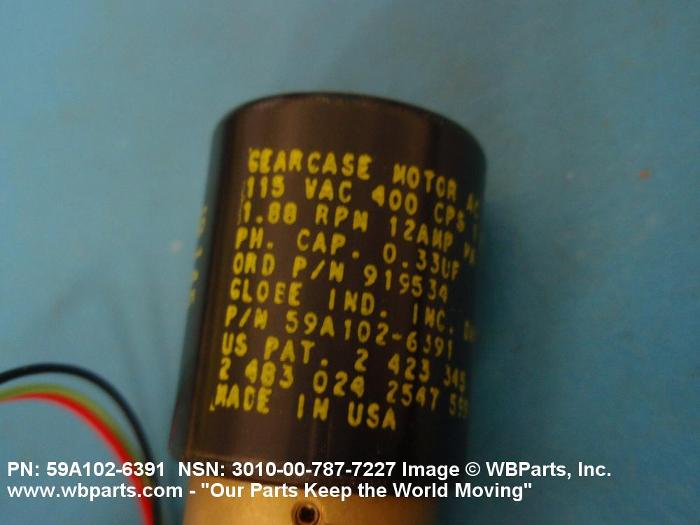 GEARCASE MOTOR AC
115 VAC 400 CPS
1.88 RPM 12AMP
PH. CAP. 0.33UF
ORD P/N 919534
GLOBE IND. INC.
P/N 59A102-6391
US PAT. 2 423 345
2 483 024 2547 599
MADE IN USA
PN: 59A102-6391 NSN: 3010-00-787-7227 Image © WBParts, Inc.
www.wbparts.com - "Our Parts Keep the World Moving"